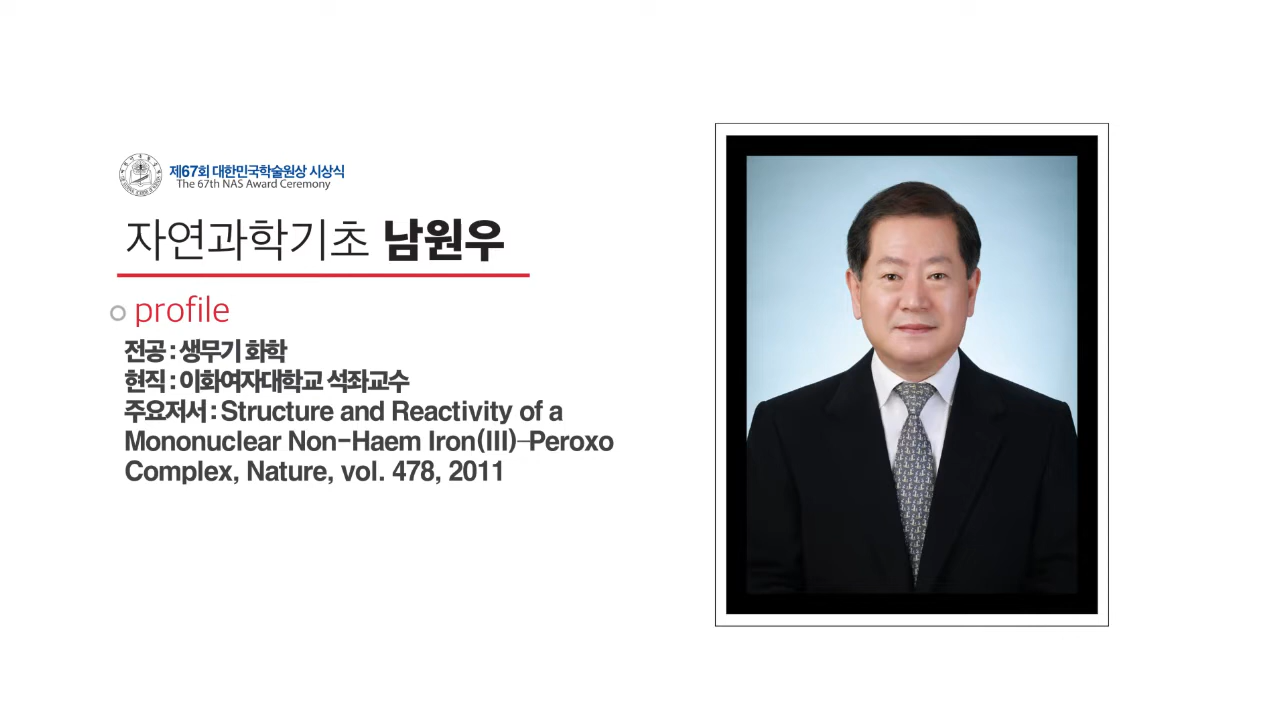 제67회 대한민국학술원상 시상식
The 67th NAS Award Ceremony
자연과학기초 남원우
profile
전공 : 생무기 화학
현직 : 이화여자대학교 석좌교수
주요저서 : Structure and Reactivity of a
Mononuclear Non-Haem Iron(III)-Peroxo
Complex, Nature, vol. 478, 2011